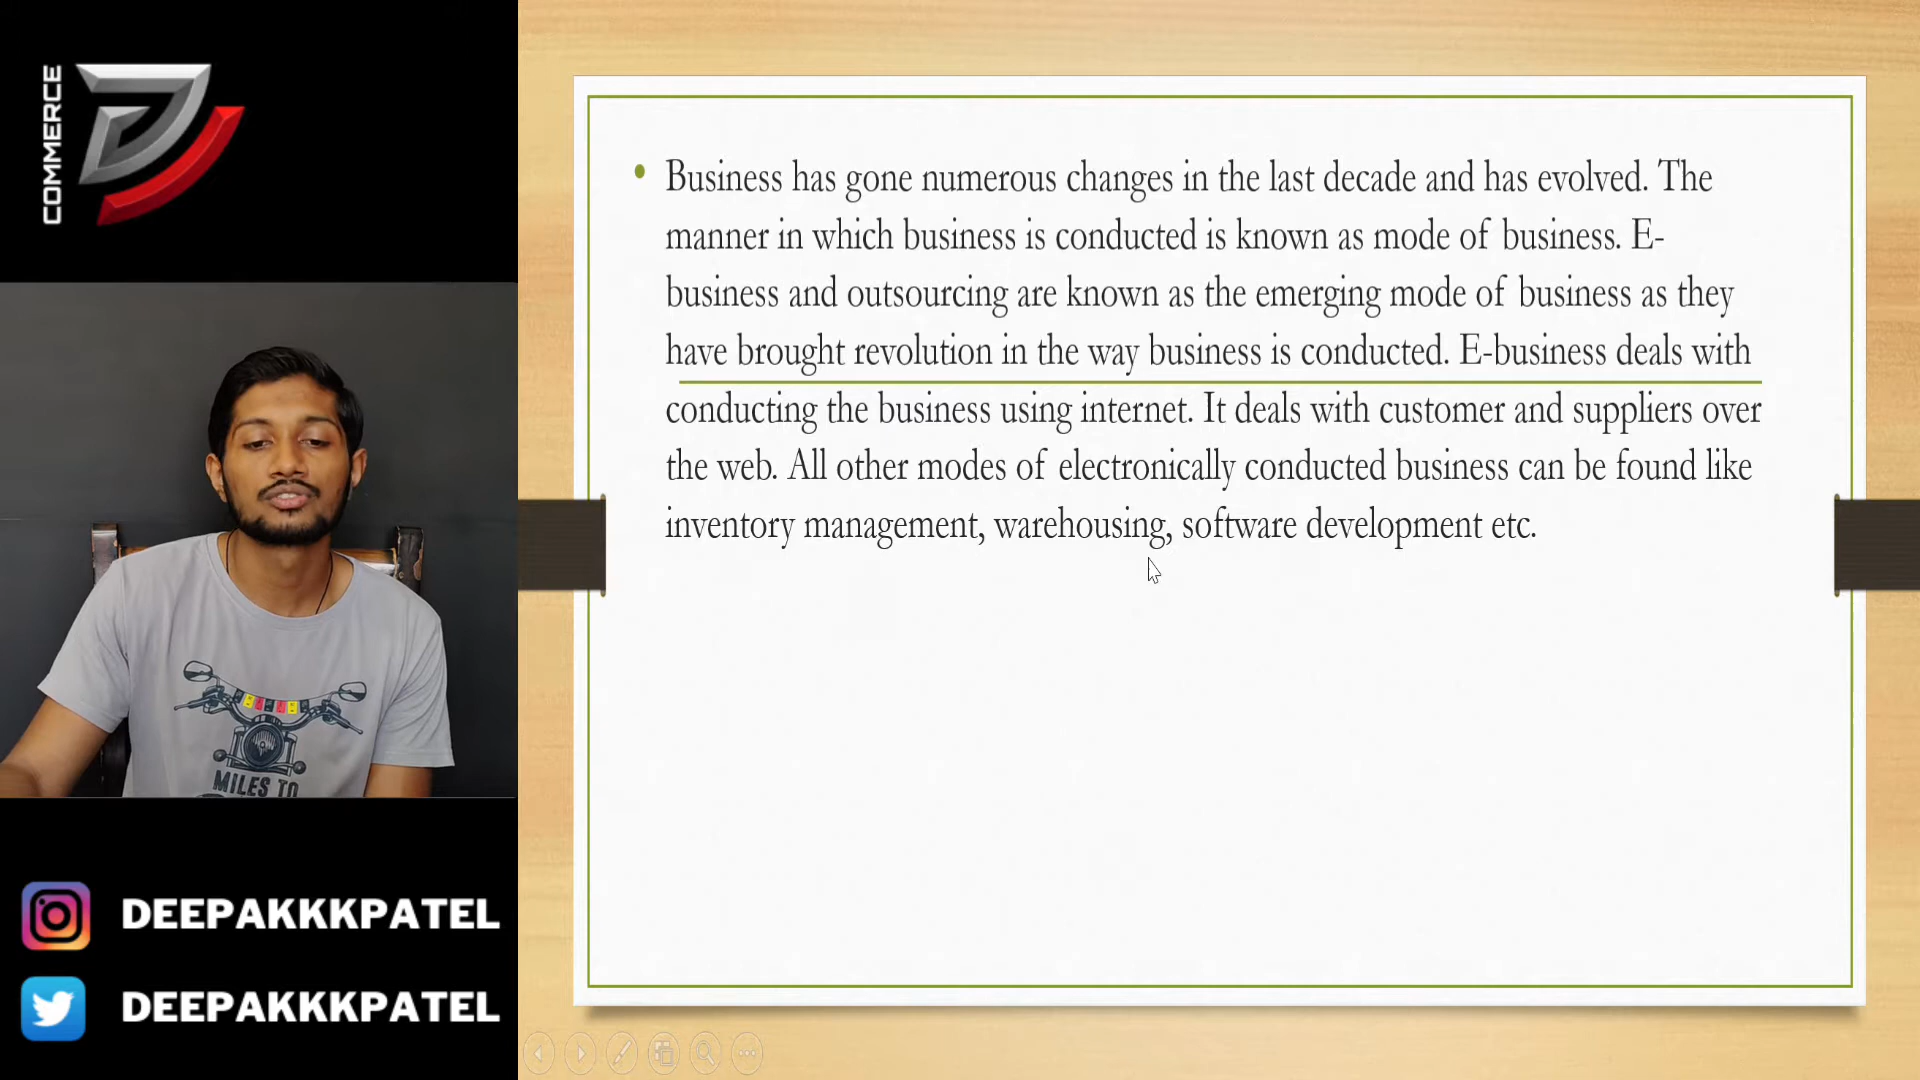 COMMERCE
Business has gone numerous changes in the last decade and has evolved. The
manner in which business is conducted is known as mode of business. E-
business and outsourcing are known as the emerging mode of business as they
have brought revolution in the way business is conducted. E-business deals with
conducting the business using internet. It deals with customer and suppliers over
the web. All other modes of electronically conducted business can be found like
inventory management, warehousing, software development etc.
MILES TO
DEEPAKKKPATEL
DEEPAKKKPATEL